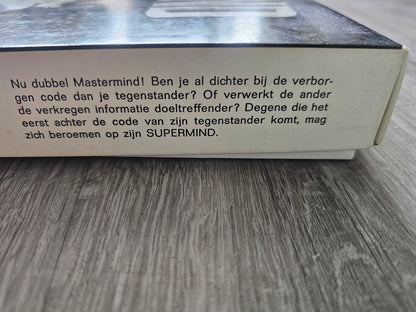 Nu dubbel Mastermind! Ben je al dichter bij de verbor-
gen code dan je tegenstander? Of verwerkt de ander
de verkregen informatie doeltreffender? Degene die het
eerst achter de code van zijn tegenstander komt, mag
zich beroemen op zijn SUPERMIND.